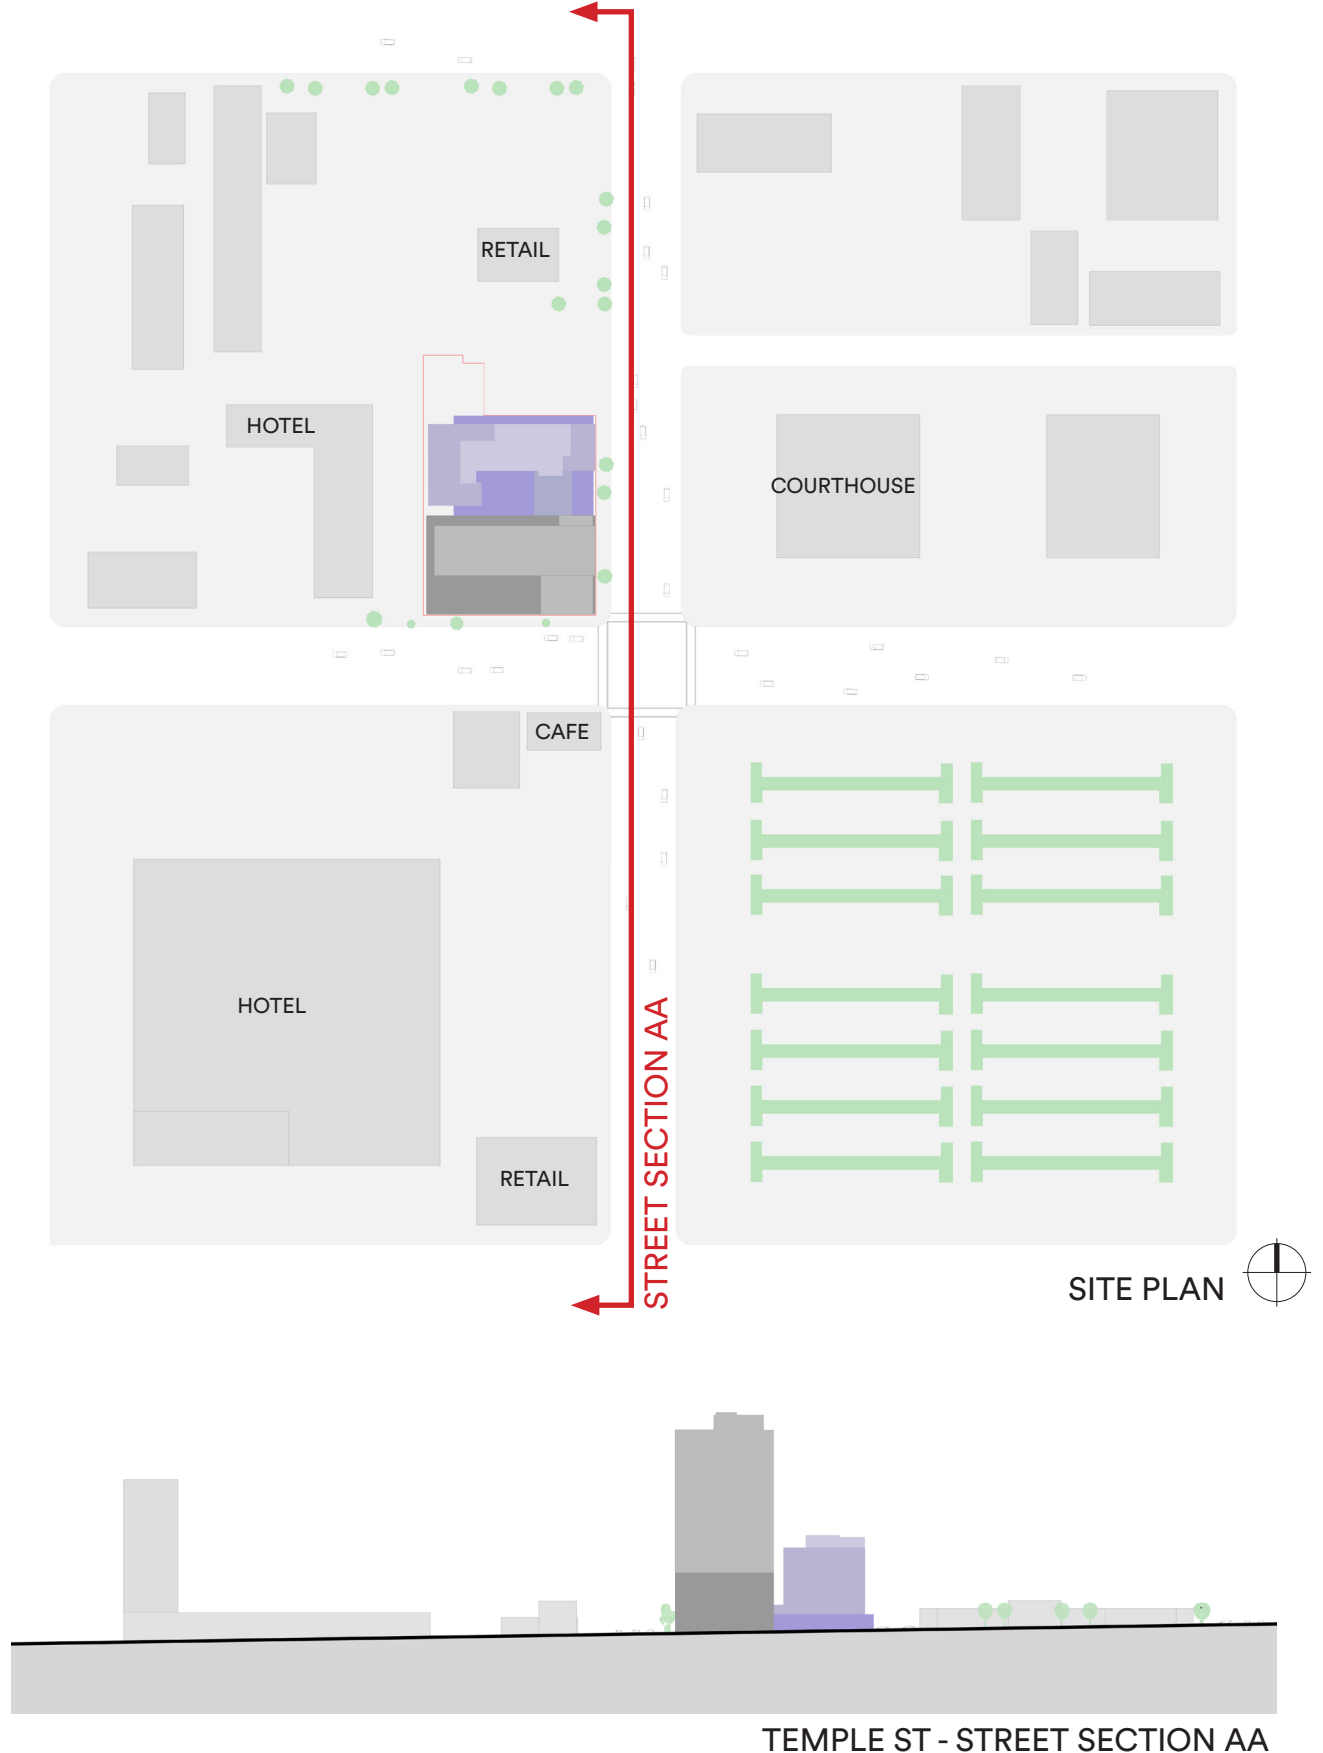 RETAIL
HOTEL
COURTHOUSE
CAFE
HOTEL
STREET SECTION AA
RETAIL
SITE PLAN
TEMPLE ST - STREET SECTION AA